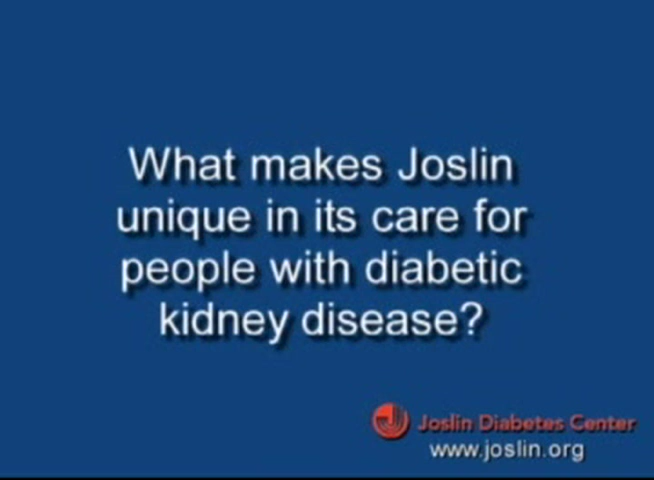 What makes Joslin
unique in its care for
people with diabetic
kidney disease?
Joslin Diabetes Center
www.joslin.org